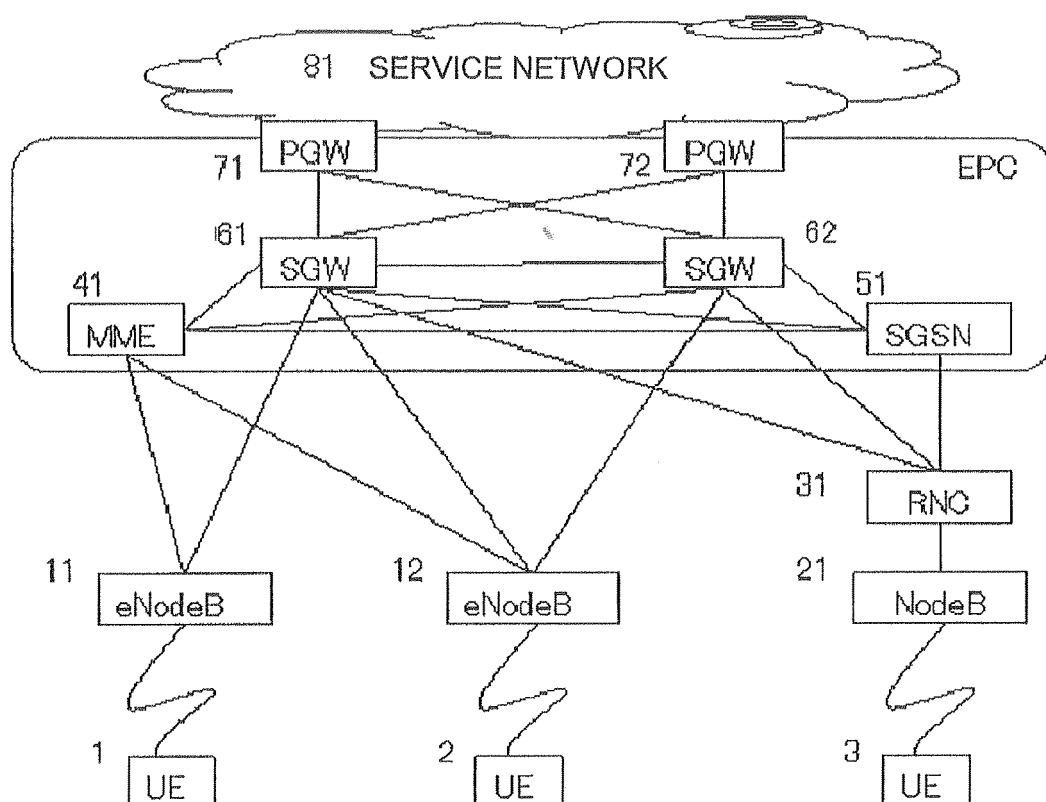 81 SERVICE NETWORK
71 PGW
72 PGW
EPC
61 SGW
SGW 62
41 MME
51 SGSN
31 RNC
11 eNodeB
12 eNodeB
21 NodeB
1 UE
2 UE
3 UE